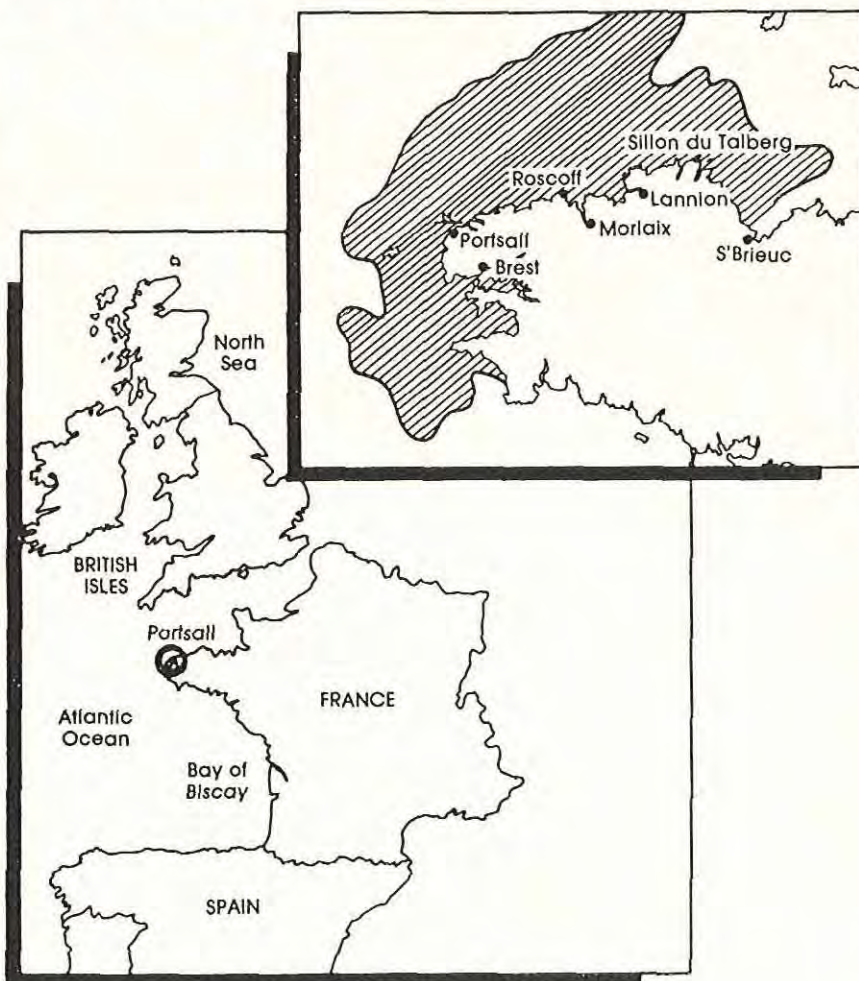 Sillon du Talberg
Roscoff
Lannion
Portsall
Morlaix
S'Brieuc
Brest
North
Sea
BRITISH
ISLES
Portsall
FRANCE
Atlantic
Ocean
Bay of
Biscay
SPAIN